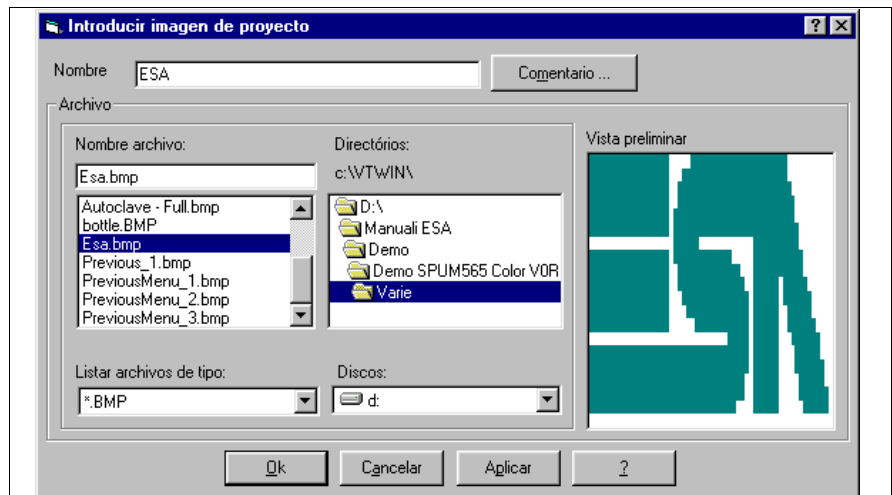 Introducir imagen de proyecto
Nombre
ESA
Comentario ...
Archivo
Nombre archivo:
Esa.bmp
Autoclave - Full.bmp
bottle.BMP
Esa.bmp
Previous_1.bmp
PreviousMenu_1.bmp
PreviousMenu_2.bmp
PreviousMenu_3.bmp
Listar archivos de tipo:
*.BMP
Directórios:
c:\VTWIN\
D:\
Manuali ESA
Demo
Demo SPUM565 Color V0R
Varie
Discos:
d:
Vista preliminar
ESA
Ok
Cancelar
Aplicar
?